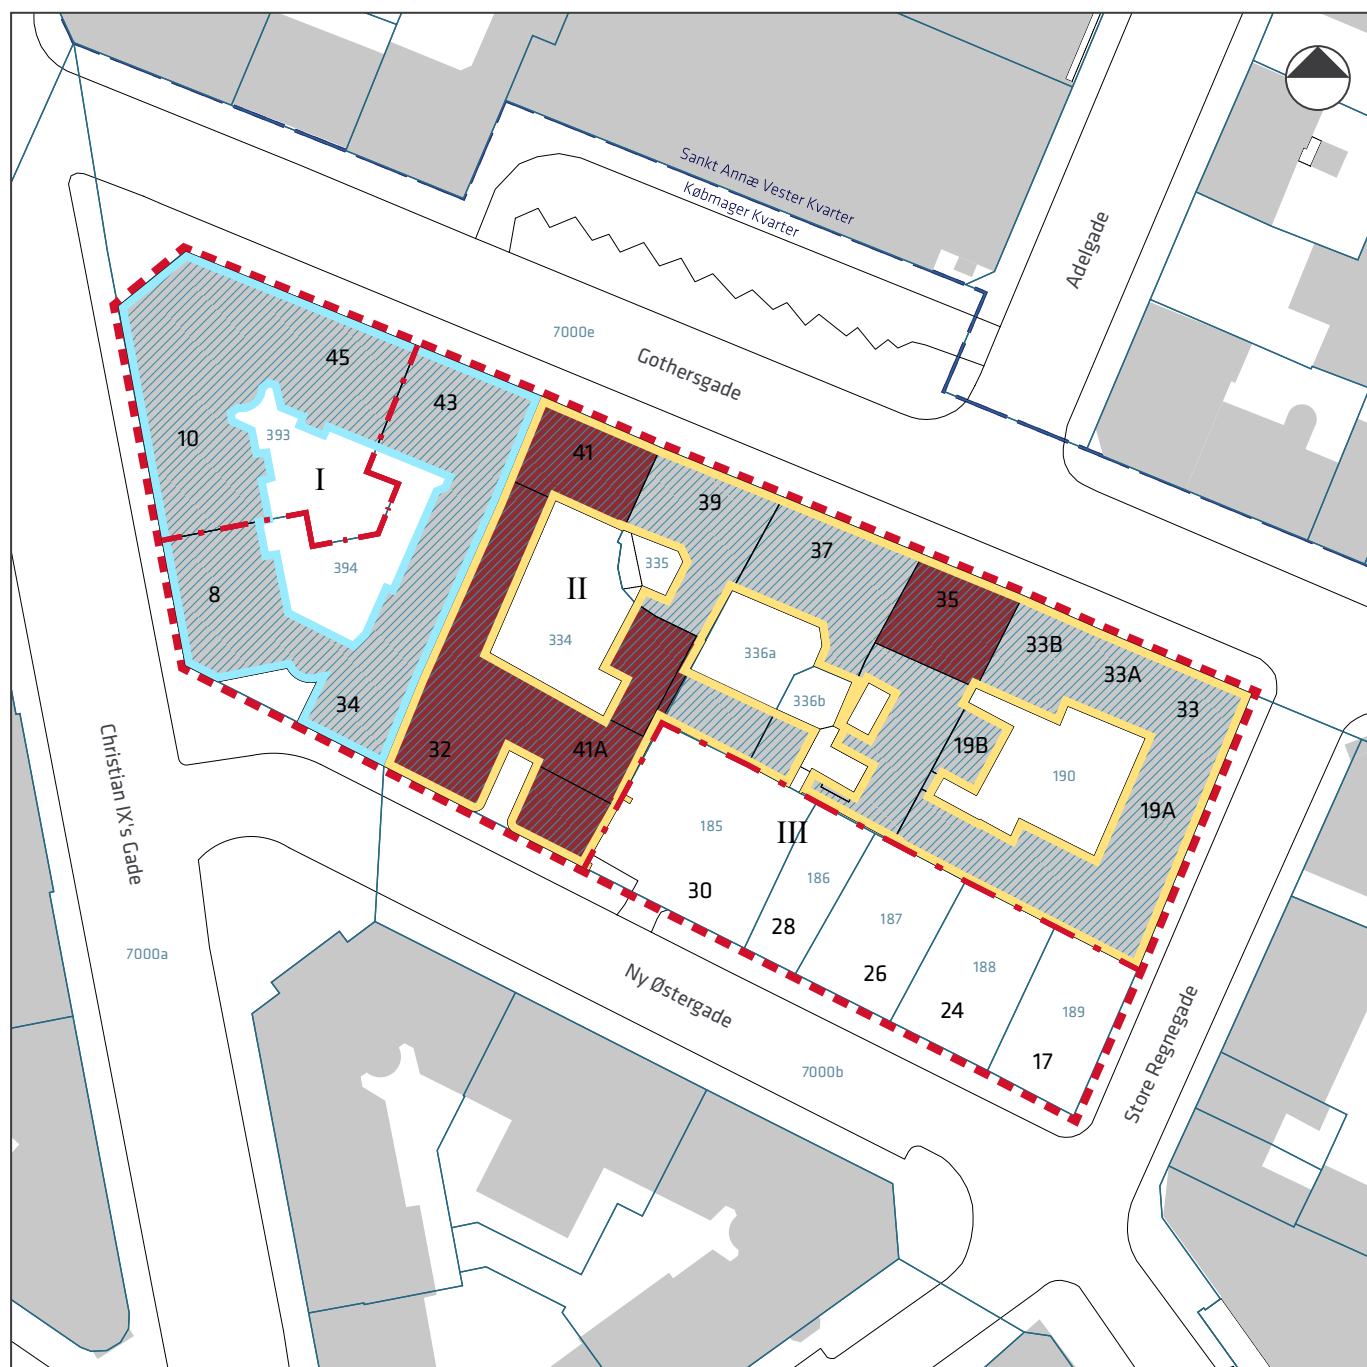 Sankt Annæ Vester Kvarter
Købmager Kvarter
Adelgade
7000e
Gothersgade
45
43
10
393
I
41
39
37
394
8
II
335
334
35
33B
33A
33
336a
336b
34
32
41A
19B
190
19A
Christian IX's Gade
185
III
186
30
28
187
26
188
24
189
17
7000a
Ny Østergade
7000b
Store Regnegade